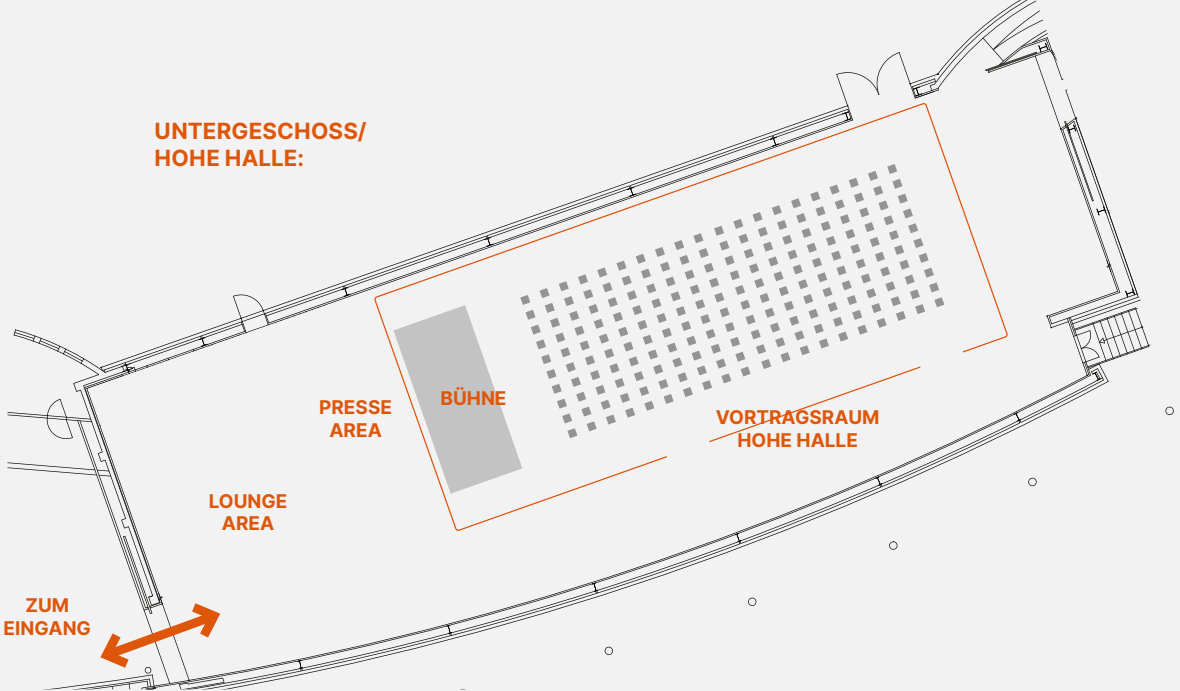 UNTERGESCHOSS/
HOHE HALLE:
BÜHNE
PRESSE
AREA
VORTRAGSRAUM
HOHE HALLE
LOUNGE
AREA
ZUM
EINGANG